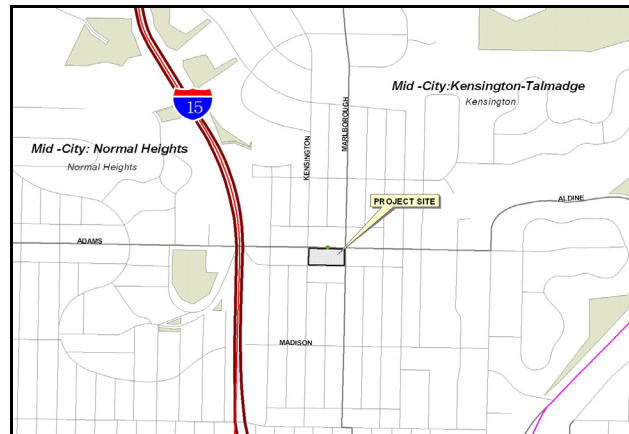 Mid -City:Kensington-Talmadge
Kensington
15
Mid -City: Normal Heights
Normal Heights
KENSINGTON
MARLBOROUGH
PROJECT SITE
ALDINE
ADAMS
MADISON